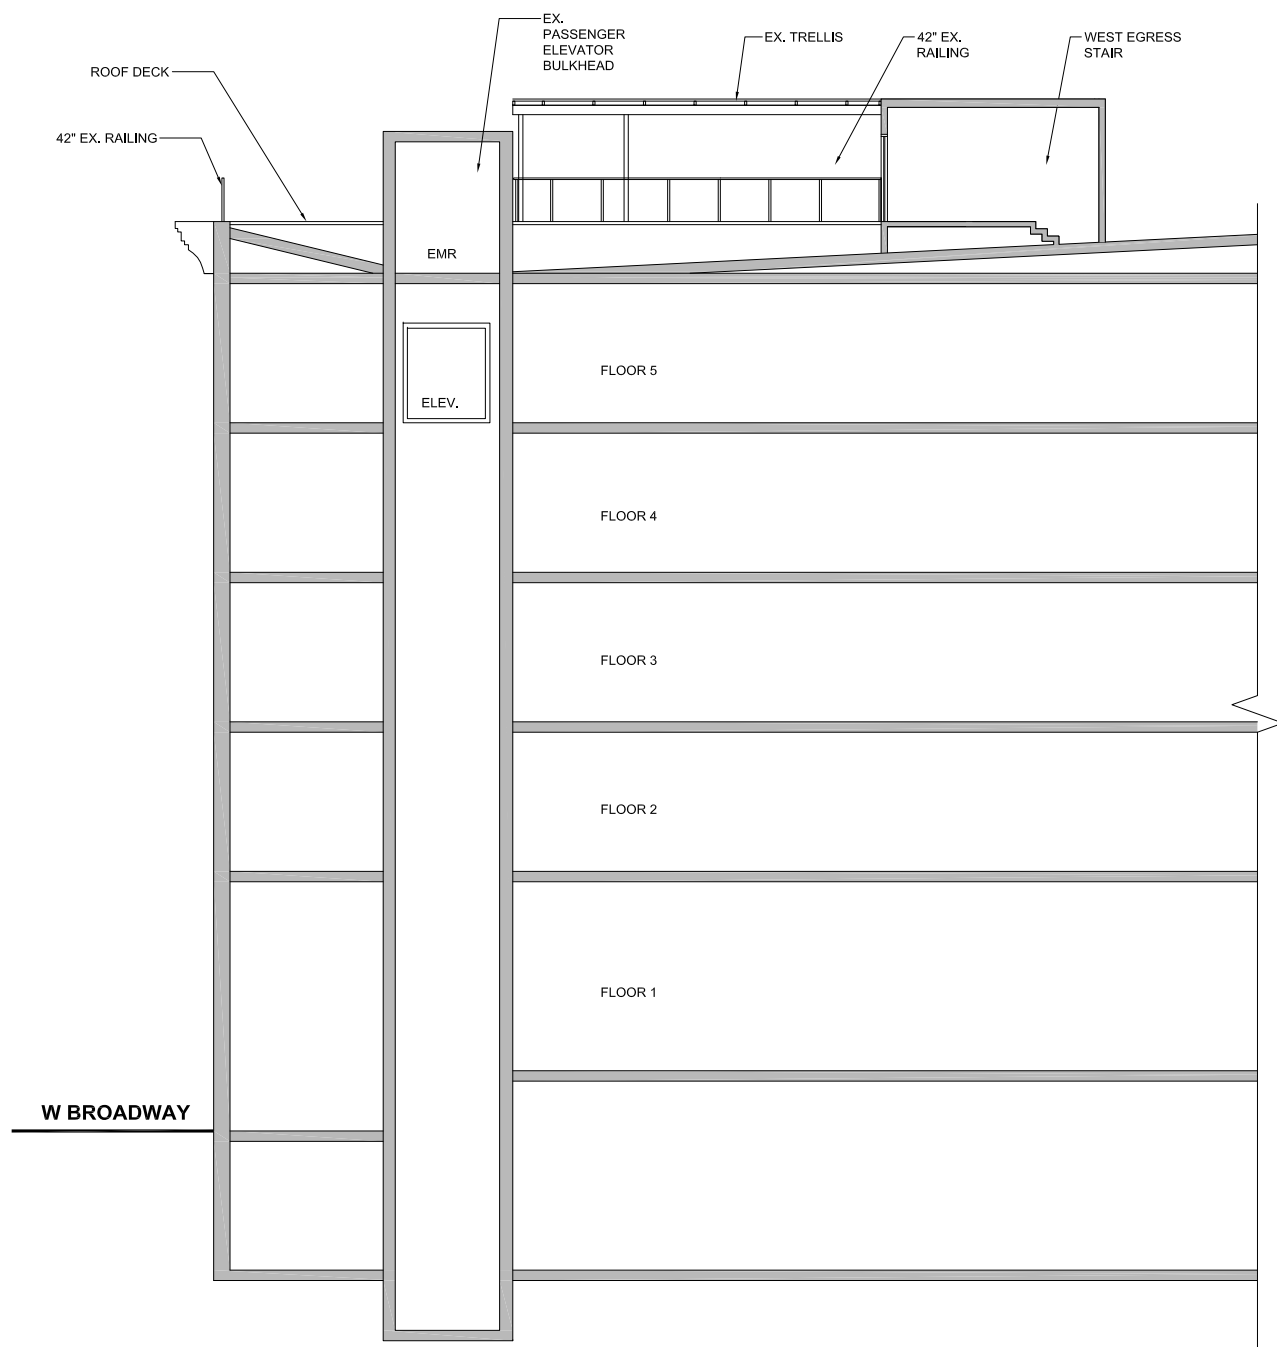 EX.
PASSENGER
ELEVATOR
BULKHEAD
EX. TRELLIS
42" EX.
RAILING
WEST EGRESS
STAIR
ROOF DECK
42" EX. RAILING
EMR
ELEV.
FLOOR 5
FLOOR 4
FLOOR 3
FLOOR 2
FLOOR 1
W BROADWAY